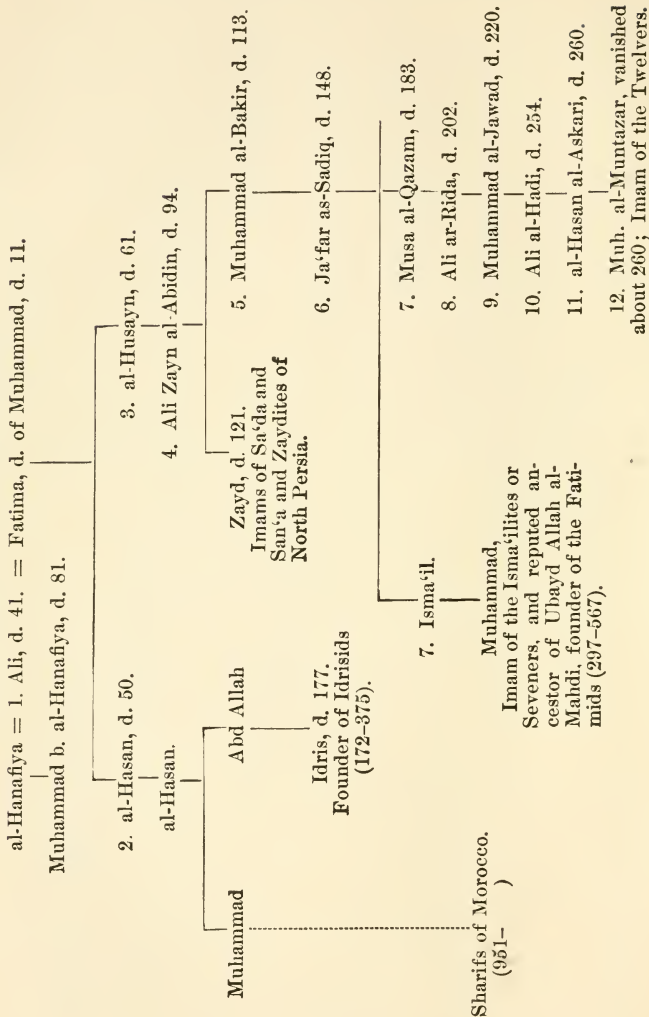 al-Hanafiya = 1. Ali, d. 41. = Fatima, d. of Muhammad, d. 11.
Muhammad b. al-Hanafiya, d. 81.
2. al-Hasan, d. 50.
3. al-Husayn, d. 61.
al-Hasan.
4. Ali Zayn al-Abidin, d. 94.
Muhammad
Abd Allah
Zayd, d. 121.
Imams of Sa‘da and
San‘a and Zaydites of
North Persia.
5. Muhammad al-Bakir, d. 113.
Idris, d. 177.
Founder of Idrisids
(172–375).
6. Ja‘far as-Sadiq, d. 148.
Sharifs of Morocco.
(951–      )
7. Isma‘il.
7. Musa al-Qazam, d. 183.
Muhammad,
Imam of the Isma‘ilites or
Seveners, and reputed an-
cestor of Ubayd Allah al-
Mahdi, founder of the Fati-
mids (297–567).
8. Ali ar-Rida, d. 202.
9. Muhammad al-Jawad, d. 220.
10. Ali al-Hadi, d. 254.
11. al-Hasan al-Askari, d. 260.
12. Muh. al-Muntazar, vanished
about 260; Imam of the Twelvers.